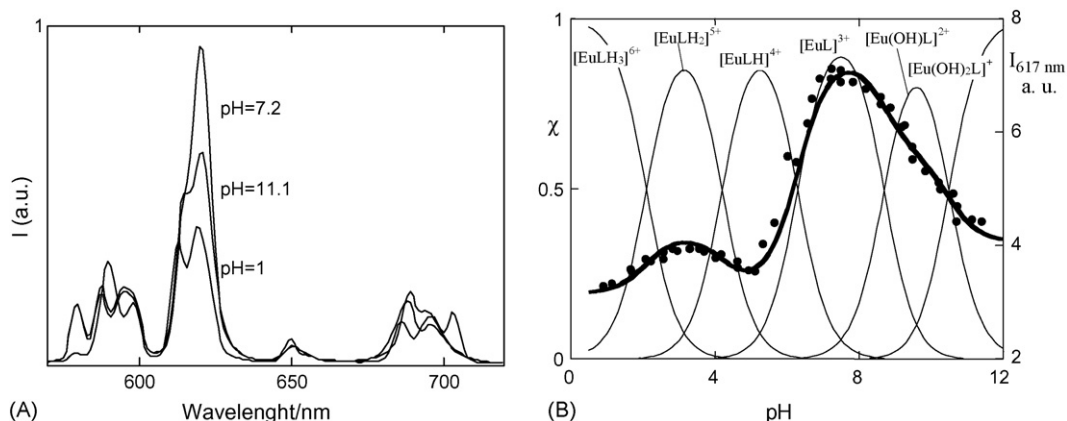 1
I (a.u.)
pH=7.2
pH=11.1
pH=1
600
650
700
(A)
Wavelenght/nm
1
χ
0.5
0
[EuLH₃]⁶⁺
[EuLH₂]⁵⁺
[EuLH]⁴⁺
[EuL]³⁺
[Eu(OH)L]²⁺
[Eu(OH)₂L]⁺
8
I₆₁₇ ₙₘ
a. u.
6
4
2
0
4
8
12
(B)
pH